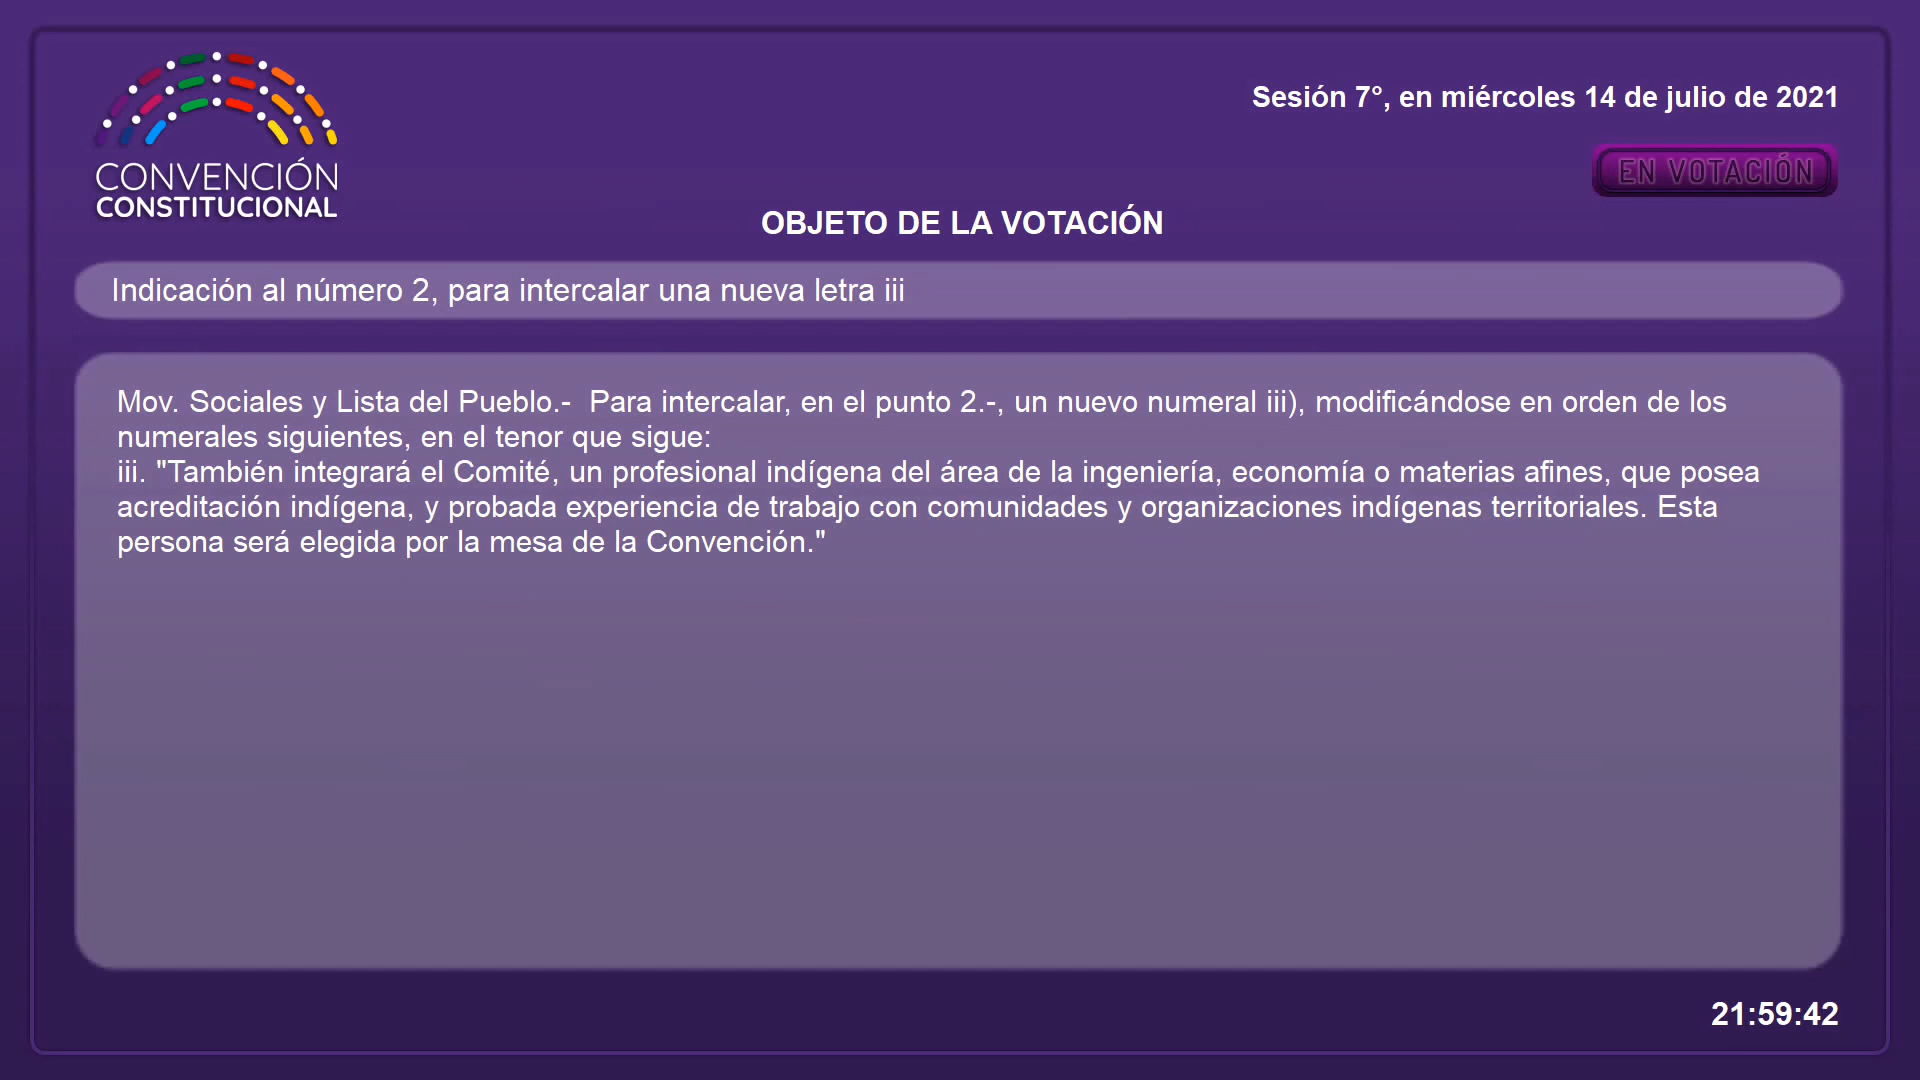 CONVENCIÓN
CONSTITUCIONAL
Sesión 7°, en miércoles 14 de julio de 2021
EN VOTACIÓN
OBJETO DE LA VOTACIÓN
Indicación al número 2, para intercalar una nueva letra iii
Mov. Sociales y Lista del Pueblo.-  Para intercalar, en el punto 2.-, un nuevo numeral iii), modificándose en orden de los
numerales siguientes, en el tenor que sigue:
iii. "También integrará el Comité, un profesional indígena del área de la ingeniería, economía o materias afines, que posea
acreditación indígena, y probada experiencia de trabajo con comunidades y organizaciones indígenas territoriales. Esta
persona será elegida por la mesa de la Convención."
21:59:42